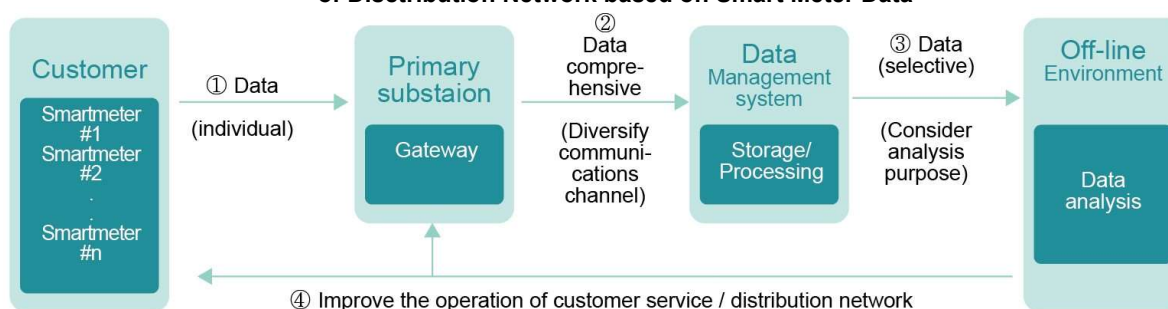 Customer
Smartmeter
#1
Smartmeter
#2
.
.
Smartmeter
#n
① Data
(individual)
Primary
substaion
Gateway
②
Data
compre-
hensive
(Diversify
communi-
cations
channel)
Data
Management
system
Storage/
Processing
③ Data
(selective)
(Consider
analysis
purpose)
Off-line
Environment
Data
analysis
④ Improve the operation of customer service / distribution network